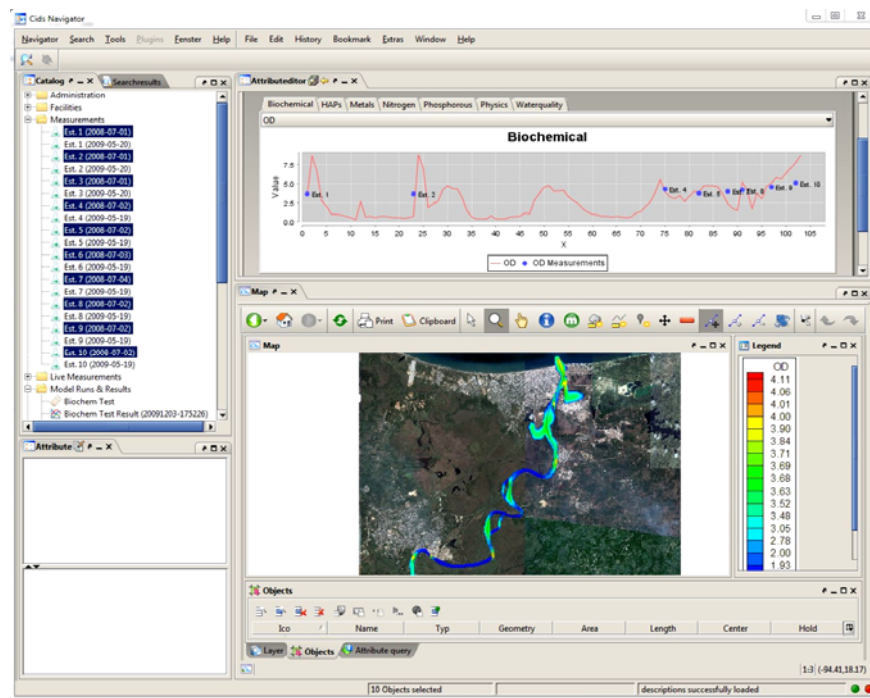 Cids Navigator
Navigator Search Tools Plugins Fenster Help File Edit History Bookmark Extras Window Help
Catalog Searchresults
Administration
Facilities
Measurements
Est. 1 (2008-07-01)
Est. 1 (2009-05-20)
Est. 2 (2008-07-01)
Est. 2 (2009-05-20)
Est. 3 (2008-07-01)
Est. 3 (2009-05-20)
Est. 4 (2008-07-02)
Est. 4 (2009-05-19)
Est. 5 (2008-07-02)
Est. 5 (2009-05-19)
Est. 6 (2008-07-03)
Est. 6 (2009-05-19)
Est. 7 (2008-07-04)
Est. 7 (2009-05-19)
Est. 8 (2008-07-02)
Est. 8 (2009-05-19)
Est. 9 (2008-07-02)
Est. 9 (2009-05-19)
Est. 10 (2008-07-02)
Est. 10 (2009-05-19)
Live Measurements
Model Runs & Results
Biochem Test
Biochem Test Result (20091203-175226)
Attribute
Attributeditor
Biochemical HAPs Metals Nitrogen Phosphorous Physics Waterquality
OD
Biochemical
Value
7.5
5.0
2.5
0.0
Est. 1
Est. 2
Est. 4
Est. 5
Est. 8
Est. 9
Est. 10
0 5 10 15 20 25 30 35 40 45 50 55 60 65 70 75 80 85 90 95 100 105
X
OD OD Measurements
Map
Print Clipboard
Map
Legend
OD
4.11
4.06
4.01
4.00
3.90
3.84
3.71
3.69
3.68
3.63
3.52
3.48
3.05
2.78
2.00
1.93
Objects
Ico Name Typ Geometry Area Length Center Hold
Layer Objects Attribute query
1:3 (-94.41,18.17)
10 Objects selected descriptions successfully loaded